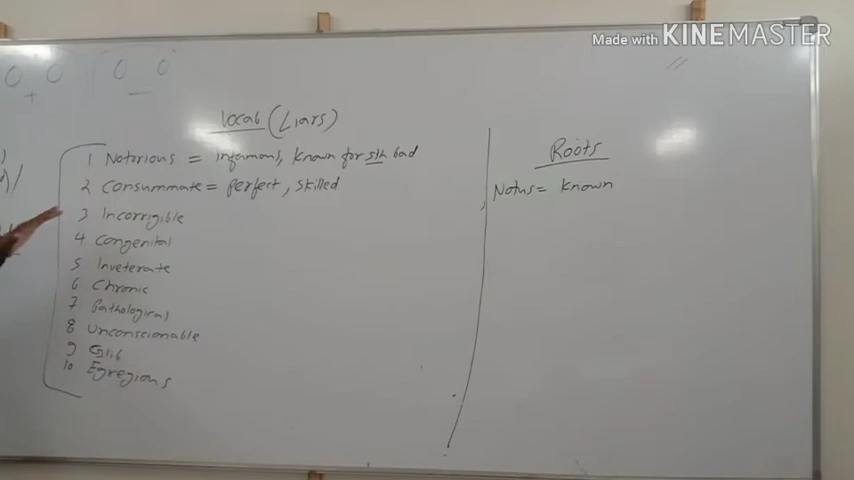 Made with KINEMASTER
Vocab (Liars)
1 Notorious = infamous, known for sth bad
2 Consummate = perfect, skilled
3 Incorrigible
4 Congenital
5 Inveterate
6 Chronic
7 Pathological
8 Unconscionable
9 Glib
10 Egregious
Roots
Notus = known